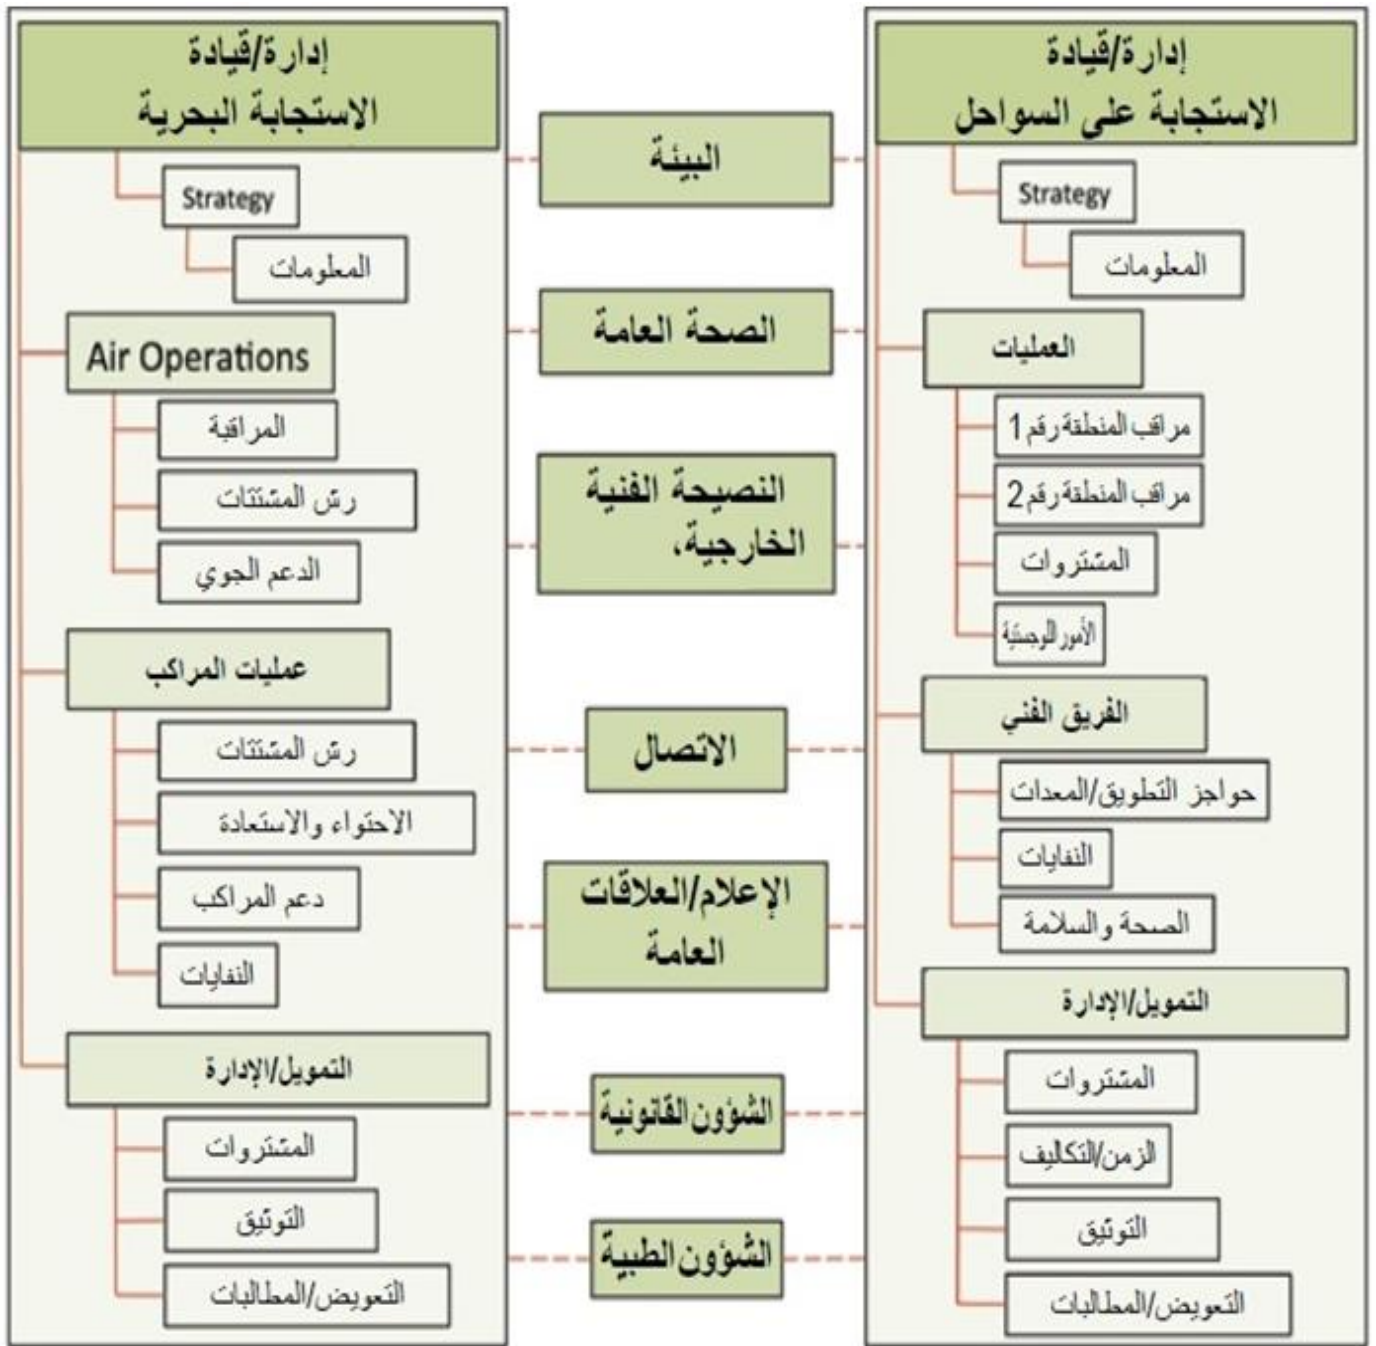 إدارة/قيادة
الاستجابة على السواحل
Strategy
المعلومات
العمليات
مراقب المنطقة رقم 1
مراقب المنطقة رقم 2
المشتروات
الأمور اللوجستية
الفريق الفني
حواجز التطويق/المعدات
النفايات
الصحة والسلامة
التمويل/الإدارة
المشتروات
الزمن/التكاليف
التوثيق
التعويض/المطالبات
البيئة
الصحة العامة
النصيحة الفنية
الخارجية،
الاتصال
الإعلام/العلاقات
العامة
الشؤون القانونية
الشؤون الطبية
إدارة/قيادة
الاستجابة البحرية
Strategy
المعلومات
Air Operations
المراقبة
رش المشتتات
الدعم الجوي
عمليات المراكب
رش المشتتات
الاحتواء والاستعادة
دعم المراكب
النفايات
التمويل/الإدارة
المشتروات
التوثيق
التعويض/المطالبات